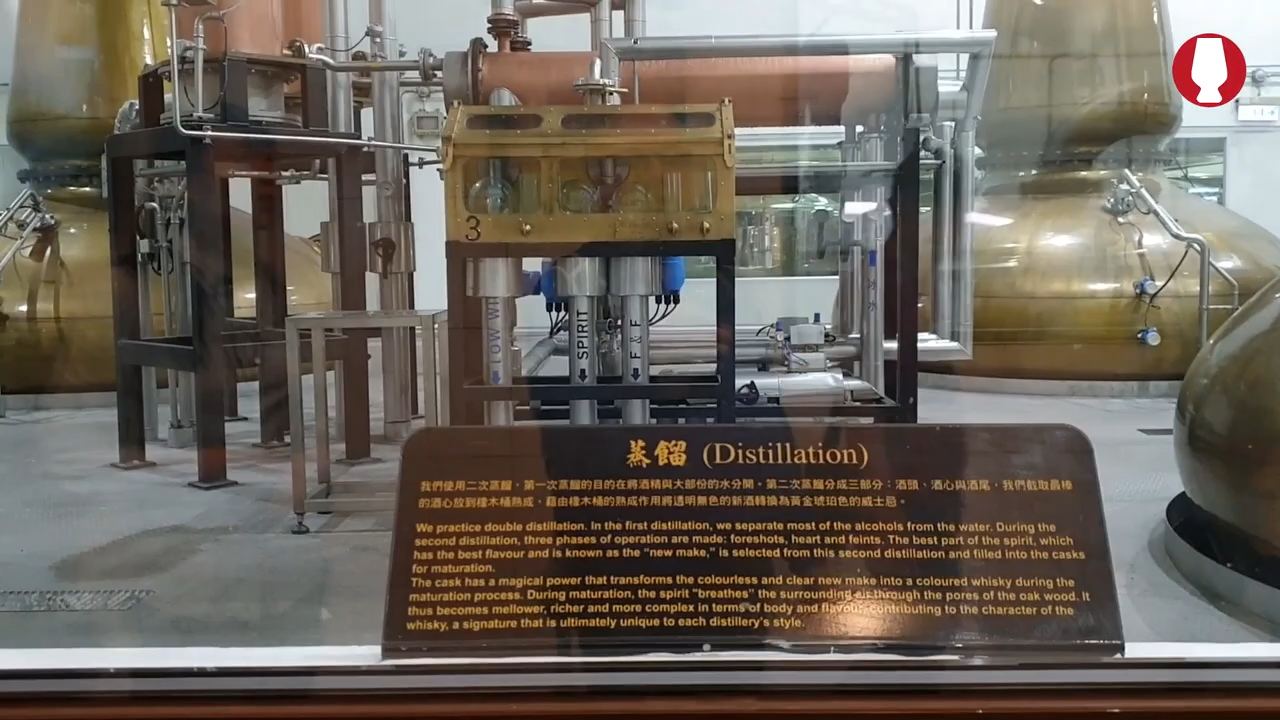 3
LOW
SPIRIT
F & F
蒸餾 (Distillation)
我們使用二次蒸餾，第一次蒸餾的目的在將酒精與大部份的水分開。第二次蒸餾分成三部分：酒頭、酒心與酒尾，我們截取最棒
的酒心放到橡木桶熟成，藉由橡木桶的熟成作用將透明無色的新酒轉換為黃金琥珀色的威士忌。
We practice double distillation. In the first distillation, we separate most of the alcohols from the water. During the
second distillation, three phases of operation are made: foreshots, heart and feints. The best part of the spirit, which
has the best flavour and is known as the "new make," is selected from this second distillation and filled into the casks
for maturation.
The cask has a magical power that transforms the colourless and clear new make into a coloured whisky during the
maturation process. During maturation, the spirit "breathes" the surrounding air through the pores of the oak wood. It
thus becomes mellower, richer and more complex in terms of body and flavour, contributing to the character of the
whisky, a signature that is ultimately unique to each distillery's style.